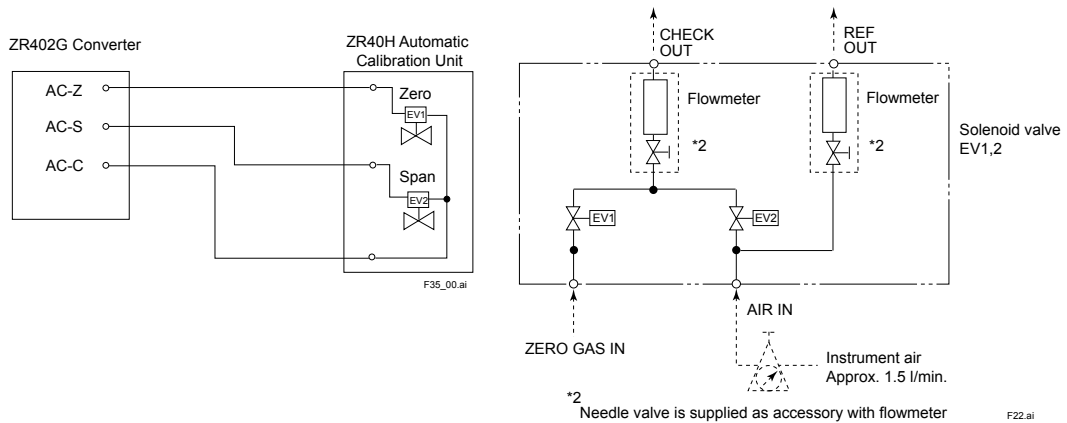 ZR402G Converter
AC-Z
AC-S
AC-C
ZR40H Automatic
Calibration Unit
Zero
EV1
Span
EV2
F35_00.ai
CHECK
OUT
REF
OUT
Flowmeter
*2
Flowmeter
*2
Solenoid valve
EV1,2
EV1
EV2
ZERO GAS IN
AIR IN
Instrument air
Approx. 1.5 l/min.
*2
Needle valve is supplied as accessory with flowmeter
F22.ai